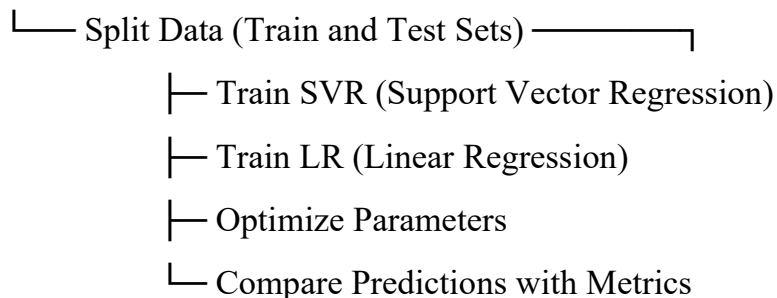 Split Data (Train and Test Sets)
Train SVR (Support Vector Regression)
Train LR (Linear Regression)
Optimize Parameters
Compare Predictions with Metrics